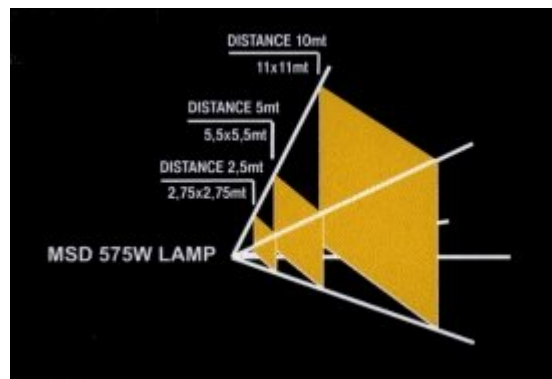 DISTANCE 10mt
11x11mt
DISTANCE 5mt
5,5x5,5mt
DISTANCE 2,5mt
2,75x2,75mt
MSD 575W LAMP